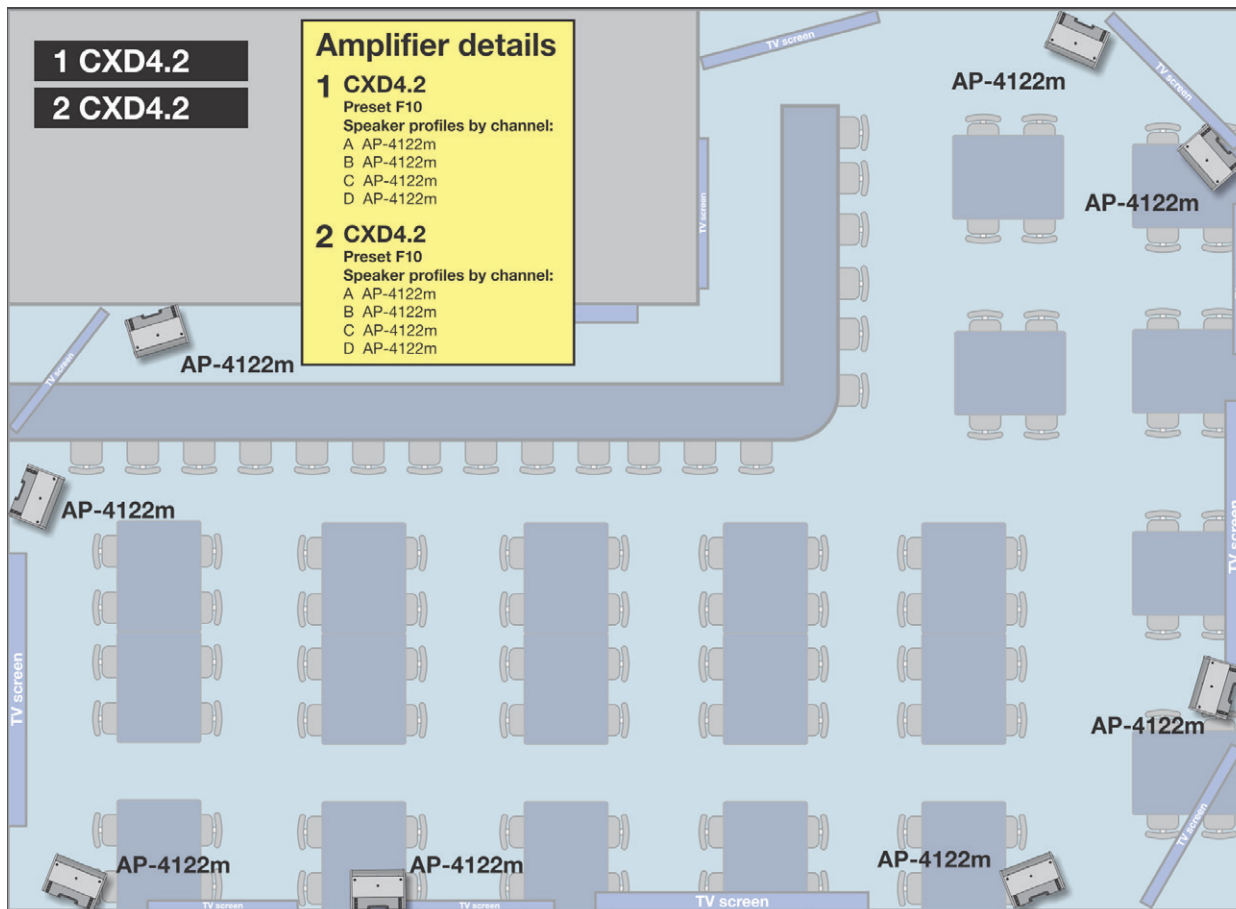 1 CXD4.2
2 CXD4.2
Amplifier details
1 CXD4.2
Preset F10
Speaker profiles by channel:
A AP-4122m
B AP-4122m
C AP-4122m
D AP-4122m
2 CXD4.2
Preset F10
Speaker profiles by channel:
A AP-4122m
B AP-4122m
C AP-4122m
D AP-4122m
TV screen
AP-4122m
TV screen
AP-4122m
TV screen
AP-4122m
TV screen
AP-4122m
TV screen
TV screen
AP-4122m
TV screen
AP-4122m
AP-4122m
AP-4122m
TV screen
TV screen
TV screen